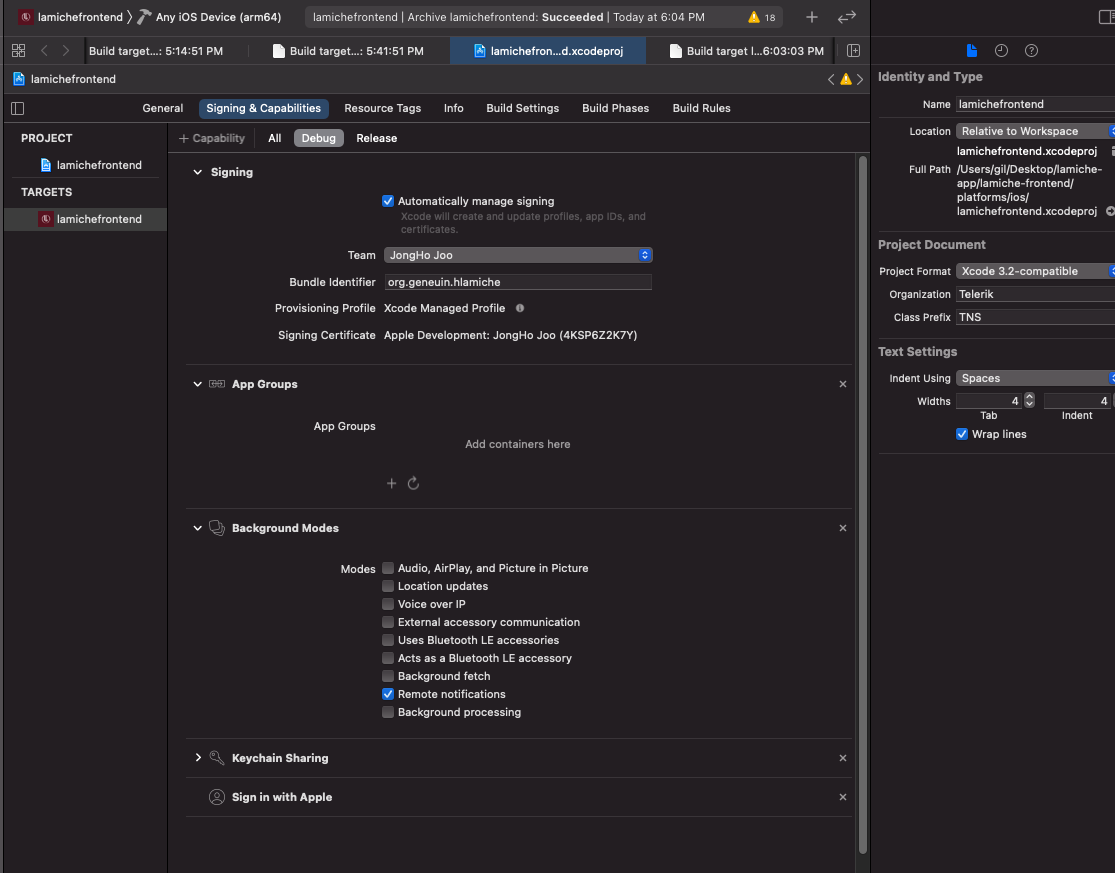 lamichefrontend 〉 Any iOS Device (arm64)
lamichefrontend | Archive lamichefrontend: Succeeded | Today at 6:04 PM
18
Build target...: 5:14:51 PM
Build target...: 5:41:51 PM
lamichefron...d.xcodeproj
Build target l...6:03:03 PM
lamichefrontend
General
Signing & Capabilities
Resource Tags
Info
Build Settings
Build Phases
Build Rules
PROJECT
lamichefrontend
TARGETS
lamichefrontend
+ Capability
All
Debug
Release
Signing
Automatically manage signing
Xcode will create and update profiles, app IDs, and
certificates.
Team JongHo Joo
Bundle Identifier org.geneuin.hlamiche
Provisioning Profile Xcode Managed Profile
Signing Certificate Apple Development: JongHo Joo (4KSP6Z2K7Y)
App Groups
App Groups
Add containers here
Background Modes
Modes
Audio, AirPlay, and Picture in Picture
Location updates
Voice over IP
External accessory communication
Uses Bluetooth LE accessories
Acts as a Bluetooth LE accessory
Background fetch
Remote notifications
Background processing
Keychain Sharing
Sign in with Apple
Identity and Type
Name lamichefrontend
Location Relative to Workspace
lamichefrontend.xcodeproj
Full Path /Users/gil/Desktop/lamiche-
app/lamiche-frontend/
platforms/ios/
lamichefrontend.xcodeproj
Project Document
Project Format Xcode 3.2-compatible
Organization Telerik
Class Prefix TNS
Text Settings
Indent Using Spaces
Widths 4 4
Tab Indent
Wrap lines